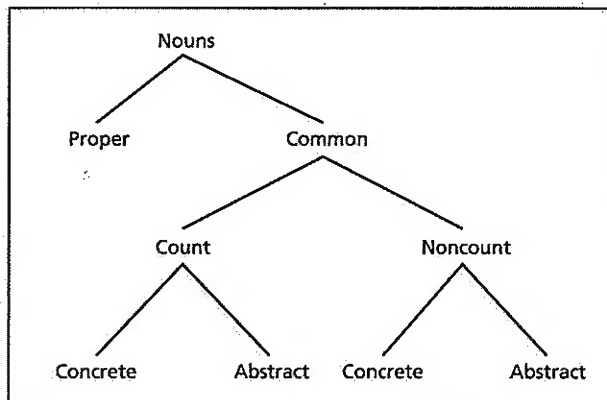 Nouns
Proper Common
Count Noncount
Concrete Abstract Concrete Abstract